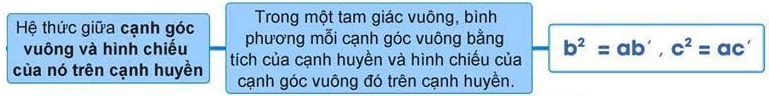 Hệ thức giữa cạnh góc
vuông và hình chiếu
của nó trên cạnh huyền
Trong một tam giác vuông, bình
phương mỗi cạnh góc vuông bằng
tích của cạnh huyền và hình chiếu của
cạnh góc vuông đó trên cạnh huyền.
b² = ab′ , c² = ac′